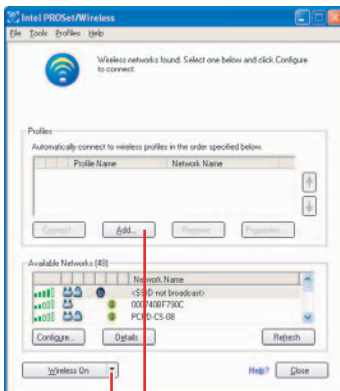 Intel PROSet/Wireless
File Tools Profiles Help
Wireless networks found. Select one below and click Configure
to connect.
Profiles
Automatically connect to wireless profiles in the order specified below.
Profile Name Network Name
Connect Add... Remove Properties...
Available Networks (48)
Network Name
<SSID not broadcast>
000740BF790C
PCPD-CS-08
Configure... Details Refresh
Wireless On Help? Close